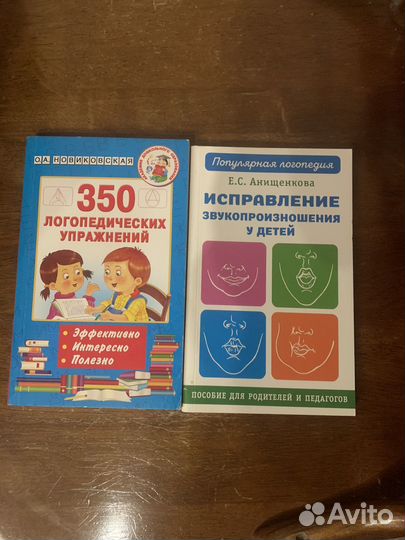 О.А. НОВИКОВСКАЯ
350
ЛОГОПЕДИЧЕСКИХ
УПРАЖНЕНИЙ
Эффективно
Интересно
Полезно
Популярная логопедия
Е.С. Анищенкова
ИСПРАВЛЕНИЕ
ЗВУКОПРОИЗНОШЕНИЯ
У ДЕТЕЙ
ПОСОБИЕ ДЛЯ РОДИТЕЛЕЙ И ПЕДАГОГОВ
Avito